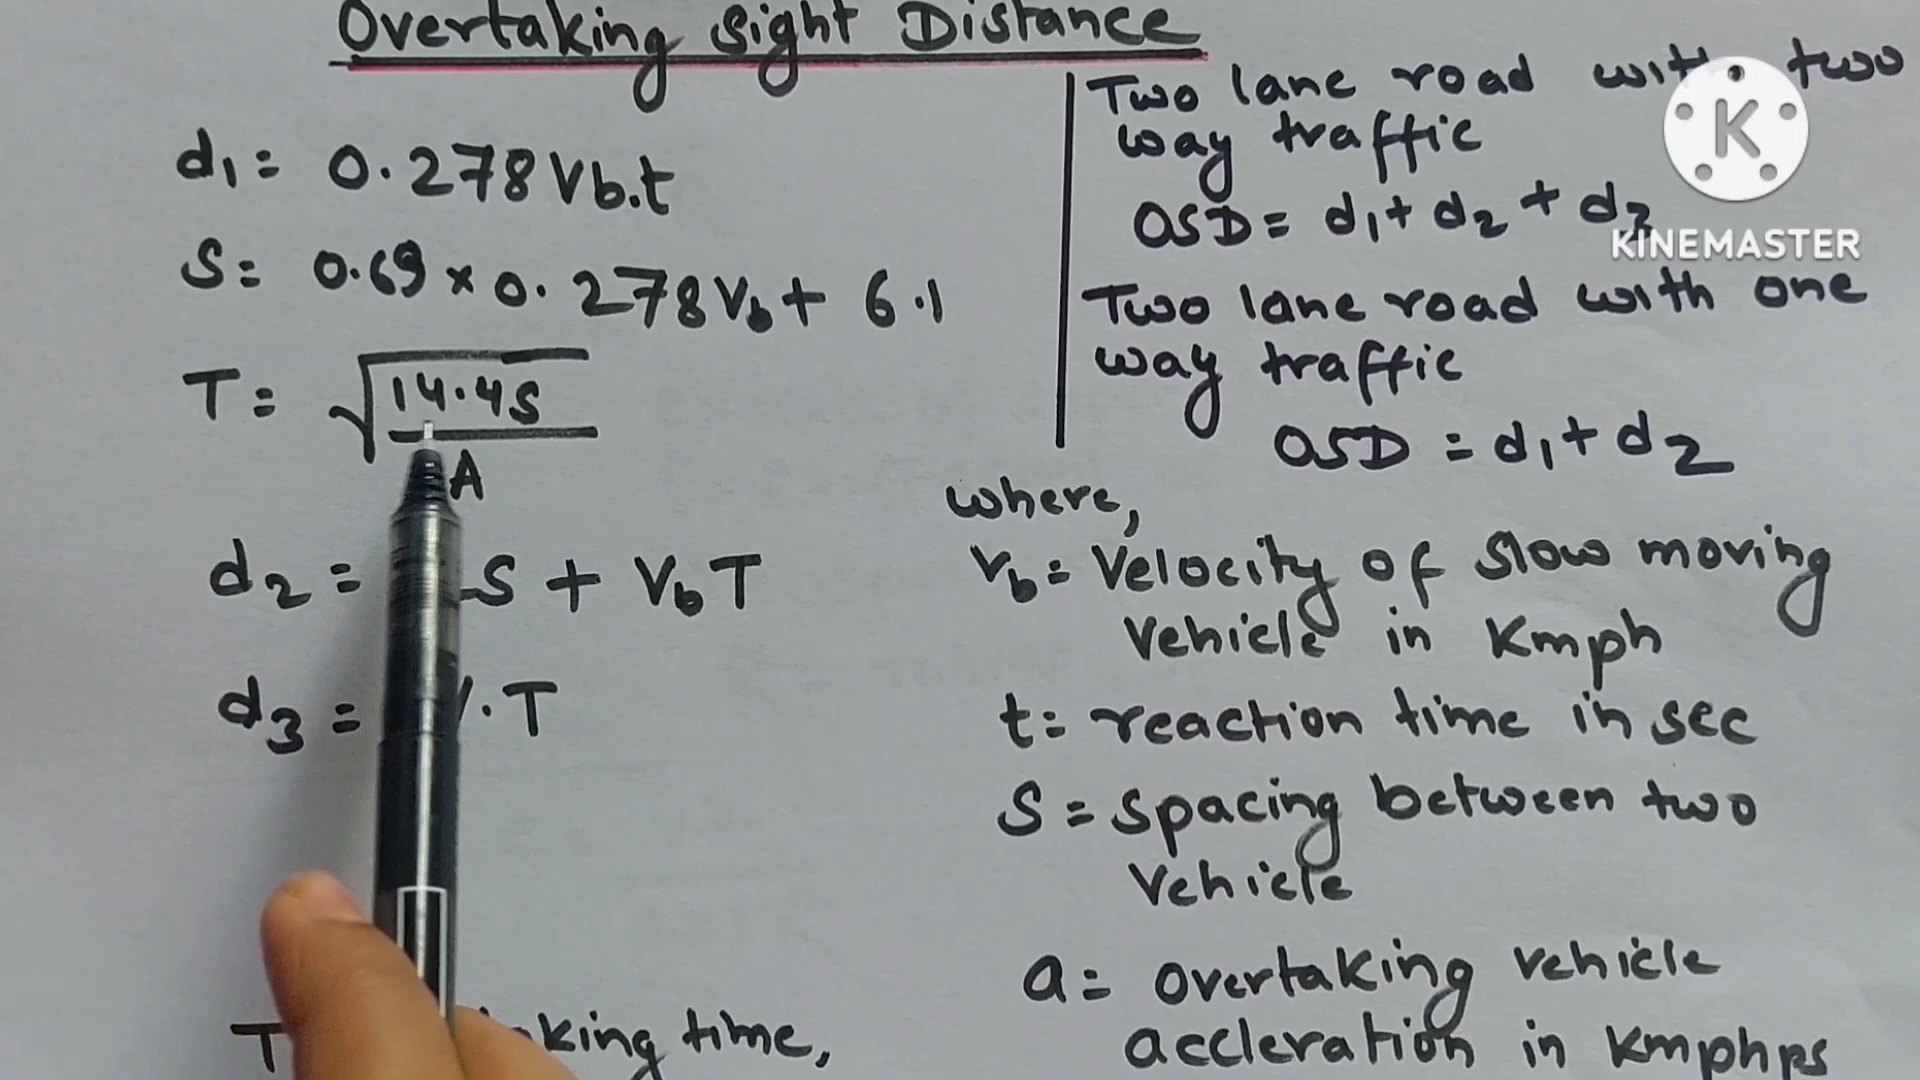 Overtaking Sight Distance
d1 = 0.278 Vb.t
S = 0.69 × 0.278 Vb + 6.1
T = √14.4S
A
d2 = S + VbT
d3 = .T
T king time,
Two lane road with two
way traffic
OSD = d1 + d2 + d3
Two lane road with one
way traffic
OSD = d1 + d2
where,
Vb = Velocity of slow moving
Vehicle in Kmph
t = reaction time in sec
S = Spacing between two
Vehicle
a = overtaking vehicle
accleration in Kmphps
K
KINEMASTER